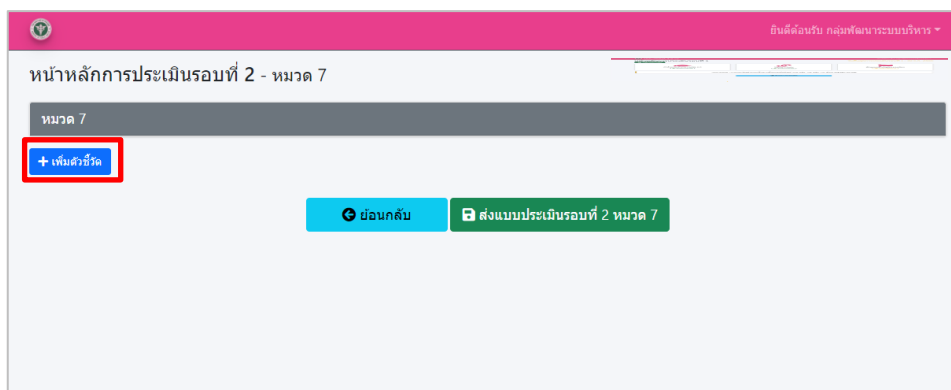 ยินดีต้อนรับ กลุ่มพัฒนาระบบบริหาร
หน้าหลักการประเมินรอบที่ 2 - หมวด 7
หมวด 7
+ เพิ่มตัวชี้วัด
ย้อนกลับ
ส่งแบบประเมินรอบที่ 2 หมวด 7